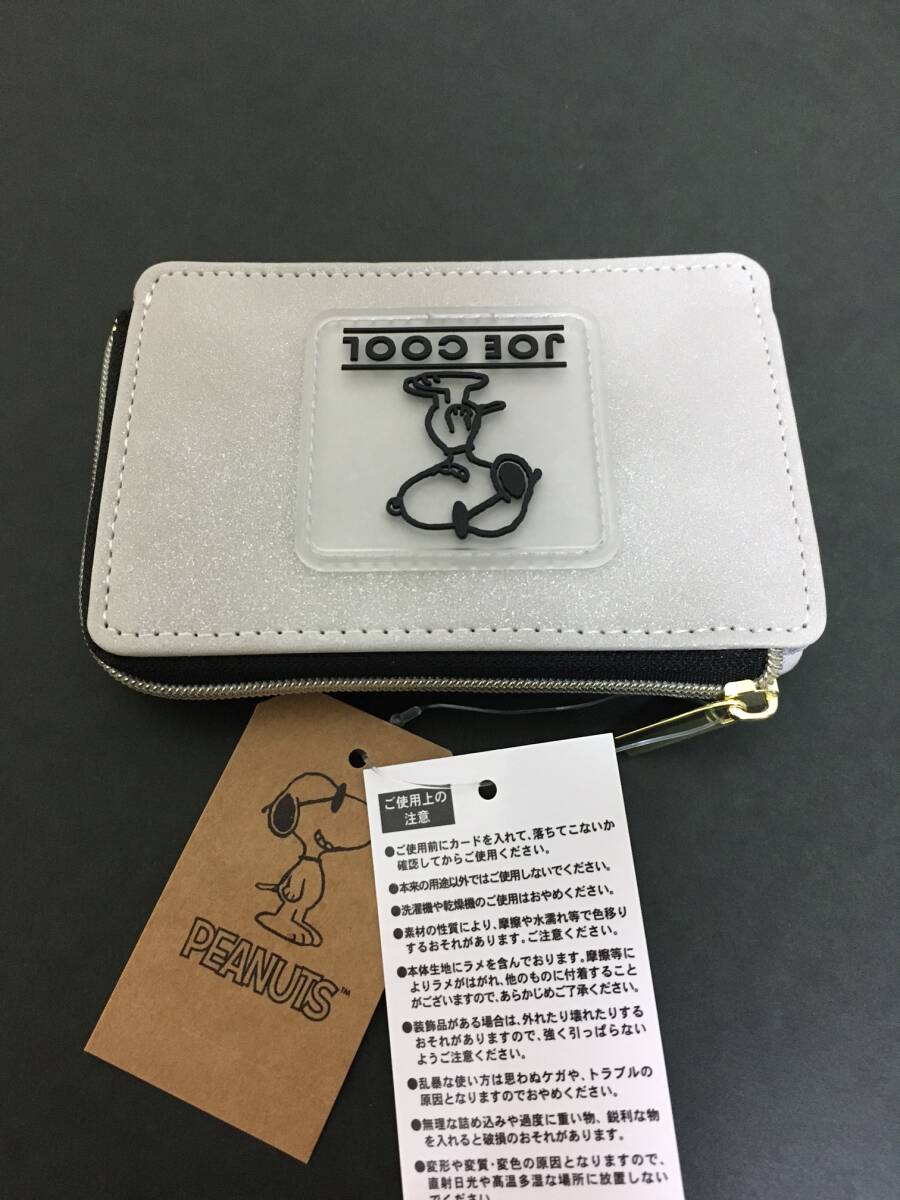 JOE COOL
PEANUTS™
ご使用上の
注意
●ご使用前にカードを入れて、落ちてこないか
確認してからご使用ください。
●本来の用途以外ではご使用しないでください。
●洗濯機や乾燥機のご使用はおやめください。
●素材の性質により、摩擦や水濡れ等で色移り
するおそれがあります。ご注意ください。
●本体生地にラメを含んでおります。摩擦等に
よりラメがはがれ、他のものに付着すること
がございますので、あらかじめご了承ください。
●装飾品がある場合は、外れたり壊れたりする
おそれがありますので、強く引っぱらない
ようご注意ください。
●乱暴な使い方は思わぬケガや、トラブルの
原因となりますのでおやめください。
●無理な詰め込みや過度に重い物、鋭利な物
を入れると破損のおそれがあります。
●変形や変質・変色の原因となりますので、
直射日光や高温多湿な場所に放置しない
でください。